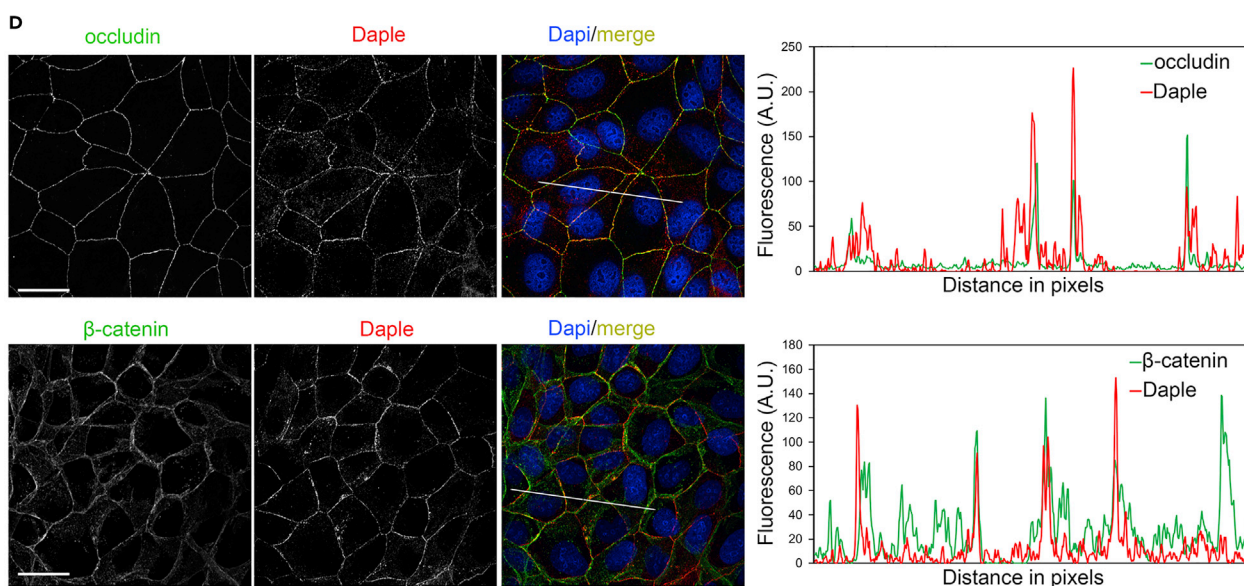 D
occludin
Daple
Dapi/merge
250
200
150
100
50
0
Fluorescence (A.U.)
occludin
Daple
Distance in pixels
β-catenin
Daple
Dapi/merge
180
160
140
120
100
80
60
40
20
0
Fluorescence (A.U.)
β-catenin
Daple
Distance in pixels